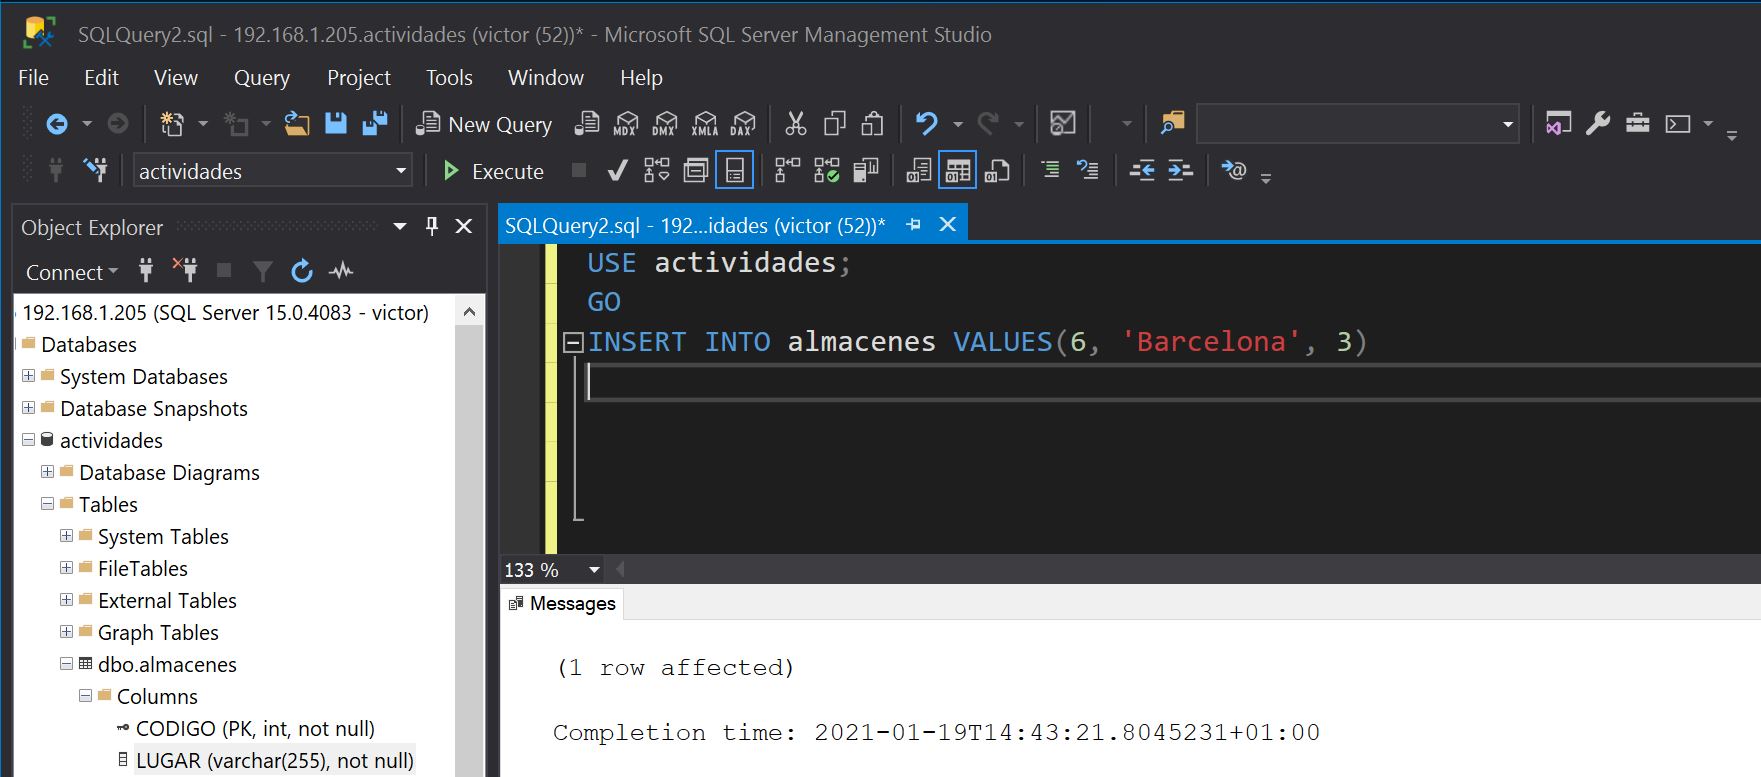 SQLQuery2.sql - 192.168.1.205.actividades (victor (52))* - Microsoft SQL Server Management Studio
File Edit View Query Project Tools Window Help
New Query MDX DMX XMLA DAX
actividades Execute
Object Explorer
Connect
192.168.1.205 (SQL Server 15.0.4083 - victor)
Databases
System Databases
Database Snapshots
actividades
Database Diagrams
Tables
System Tables
FileTables
External Tables
Graph Tables
dbo.almacenes
Columns
CODIGO (PK, int, not null)
LUGAR (varchar(255), not null)
SQLQuery2.sql - 192...idades (victor (52))*
USE actividades;
GO
INSERT INTO almacenes VALUES(6, 'Barcelona', 3)
133 %
Messages
(1 row affected)
Completion time: 2021-01-19T14:43:21.8045231+01:00